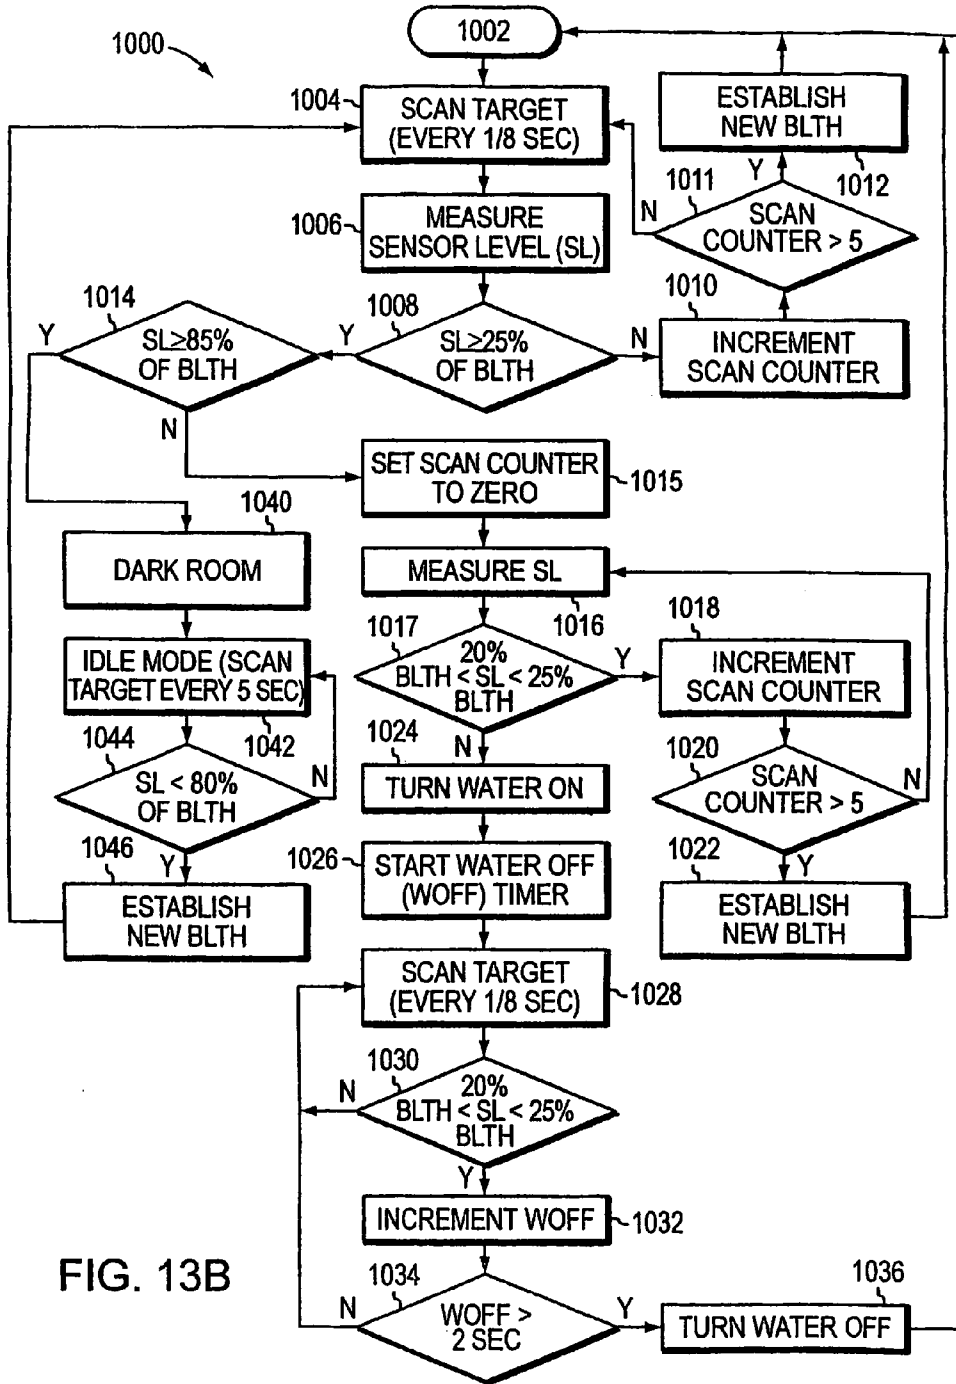 1002
1000
1004
SCAN TARGET
(EVERY 1/8 SEC)
ESTABLISH
NEW BLTH
1012
1011
Y
N
SCAN
COUNTER > 5
1006
MEASURE
SENSOR LEVEL (SL)
1010
INCREMENT
SCAN COUNTER
1014
Y
SL≥85%
OF BLTH
N
1008
Y
SL≥25%
OF BLTH
N
SET SCAN COUNTER
TO ZERO
1015
1040
DARK ROOM
MEASURE SL
1016
1017
20%
BLTH < SL < 25%
BLTH
Y
N
1018
INCREMENT
SCAN COUNTER
IDLE MODE (SCAN
TARGET EVERY 5 SEC)
1042
1044
SL < 80%
OF BLTH
N
Y
1024
TURN WATER ON
1020
SCAN
COUNTER > 5
N
Y
1046
ESTABLISH
NEW BLTH
1026
START WATER OFF
(WOFF) TIMER
1022
ESTABLISH
NEW BLTH
SCAN TARGET
(EVERY 1/8 SEC)
1028
1030
N
20%
BLTH < SL < 25%
BLTH
Y
INCREMENT WOFF
1032
1034
N
WOFF >
2 SEC
Y
1036
TURN WATER OFF
FIG. 13B